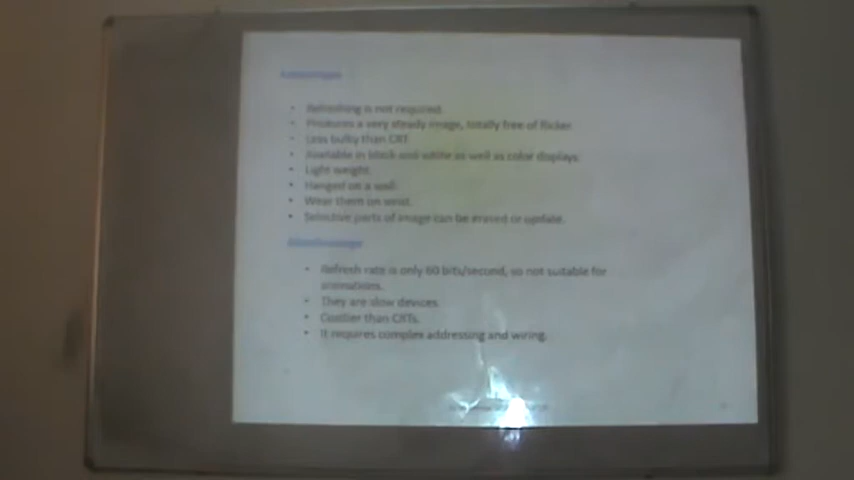 Advantages
• Refreshing is not required.
• Produces a very steady image, totally free of flicker.
• Less bulky than CRT.
• Available in black and white as well as color displays.
• Light weight.
• Hanged on a wall.
• Wear them on wrist.
• Selective parts of image can be erased or update.
Disadvantages
• Refresh rate is only 60 bits/second, so not suitable for
animations.
• They are slow devices.
• Costlier than CRTs.
• It requires complex addressing and wiring.